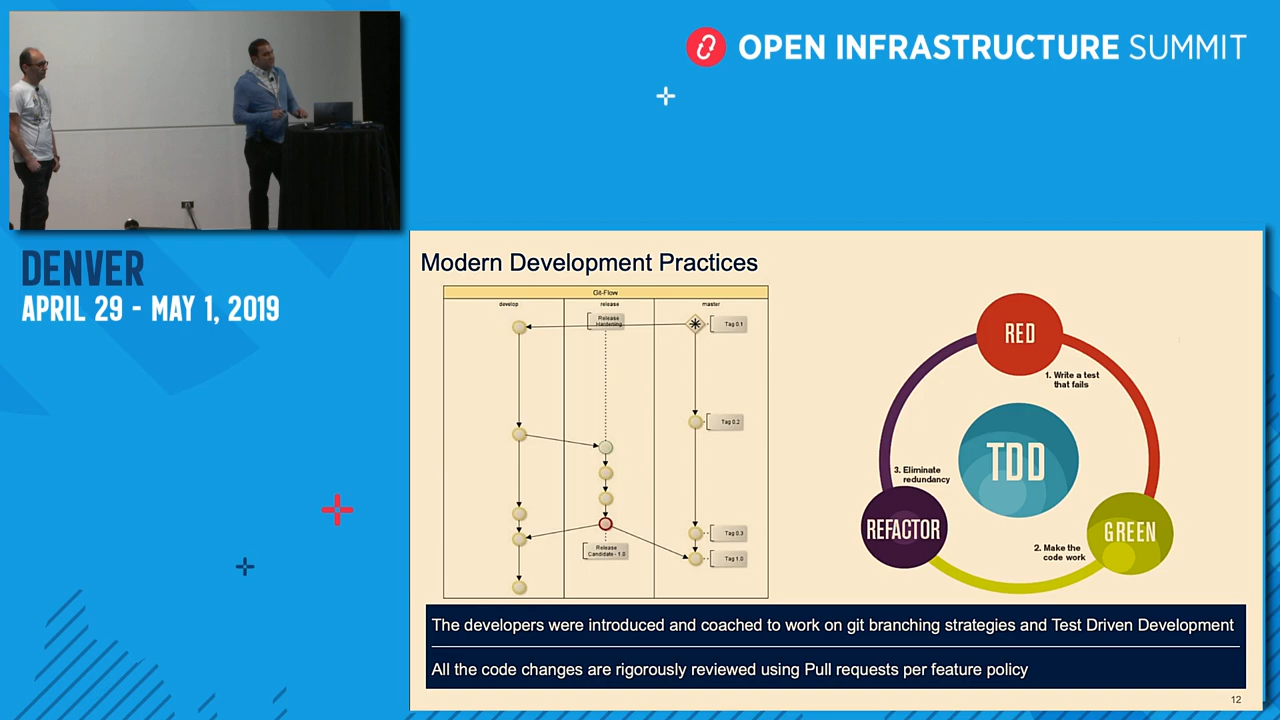 OPEN INFRASTRUCTURE SUMMIT
DENVER
APRIL 29 - MAY 1, 2019
Modern Development Practices
Git-Flow
develop
release
master
Release
Hardening
Tag 0.1
Tag 0.2
Tag 0.3
Release
Candidate - 1.0
Tag 1.0
RED
1. Write a test
that fails
TDD
3. Eliminate
redundancy
REFACTOR
GREEN
2. Make the
code work
The developers were introduced and coached to work on git branching strategies and Test Driven Development
All the code changes are rigorously reviewed using Pull requests per feature policy
12